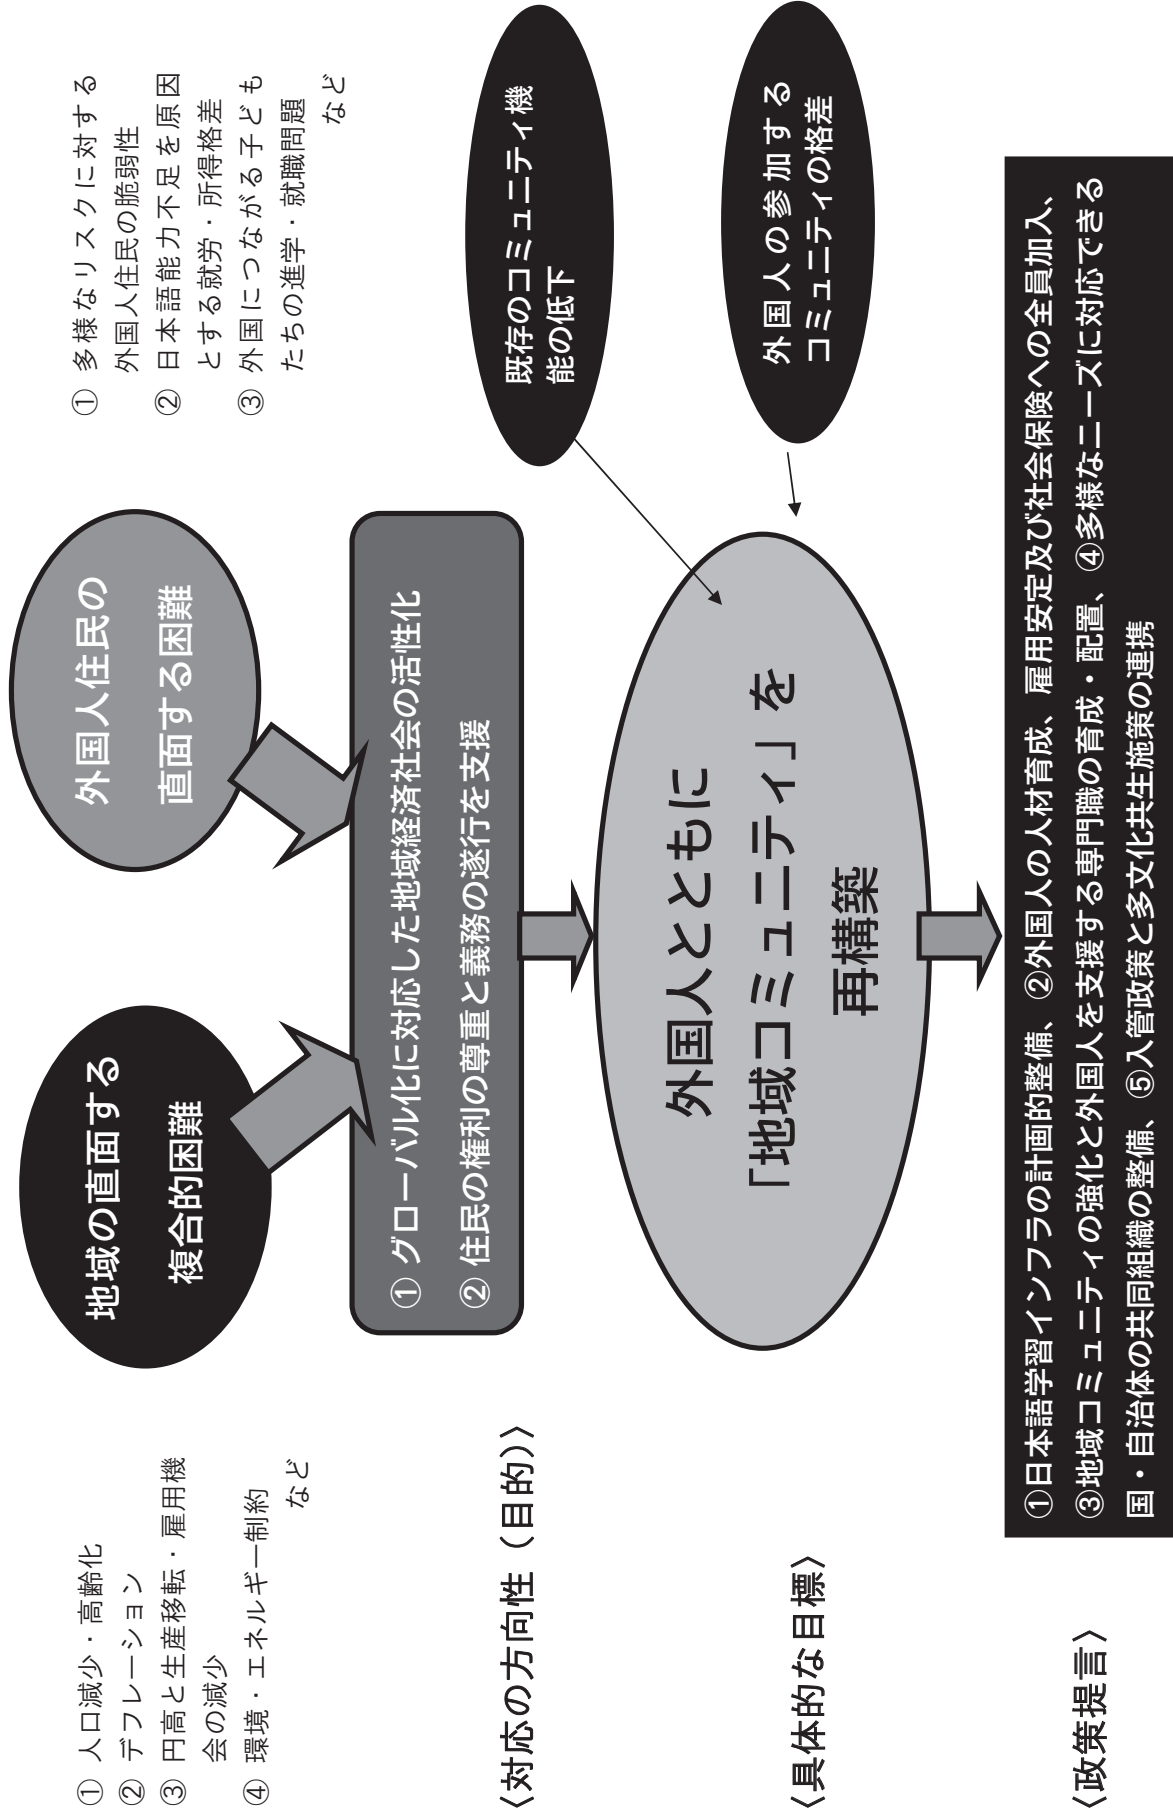 ① 人口減少・高齢化
② デフレーション
③ 円高と生産移転・雇用機
会の減少
④ 環境・エネルギー制約
など
地域の直面する
複合的困難
外国人住民の
直面する困難
① 多様なリスクに対する
外国人住民の脆弱性
② 日本語能力不足を原因
とする就労・所得格差
③ 外国につながる子ども
たちの進学・就職問題
など
〈対応の方向性（目的）〉
① グローバル化に対応した地域経済社会の活性化
② 住民の権利の尊重と義務の遂行を支援
既存のコミュニティ機
能の低下
〈具体的な目標〉
外国人とともに
「地域コミュニティ」を
再構築
外国人の参加する
コミュニティの格差
〈政策提言〉
①日本語学習インフラの計画的整備、②外国人の人材育成、雇用安定及び社会保険への全員加入、
③地域コミュニティの強化と外国人を支援する専門職の育成・配置、④多様なニーズに対応できる
国・自治体の共同組織の整備、⑤入管政策と多文化共生施策の連携